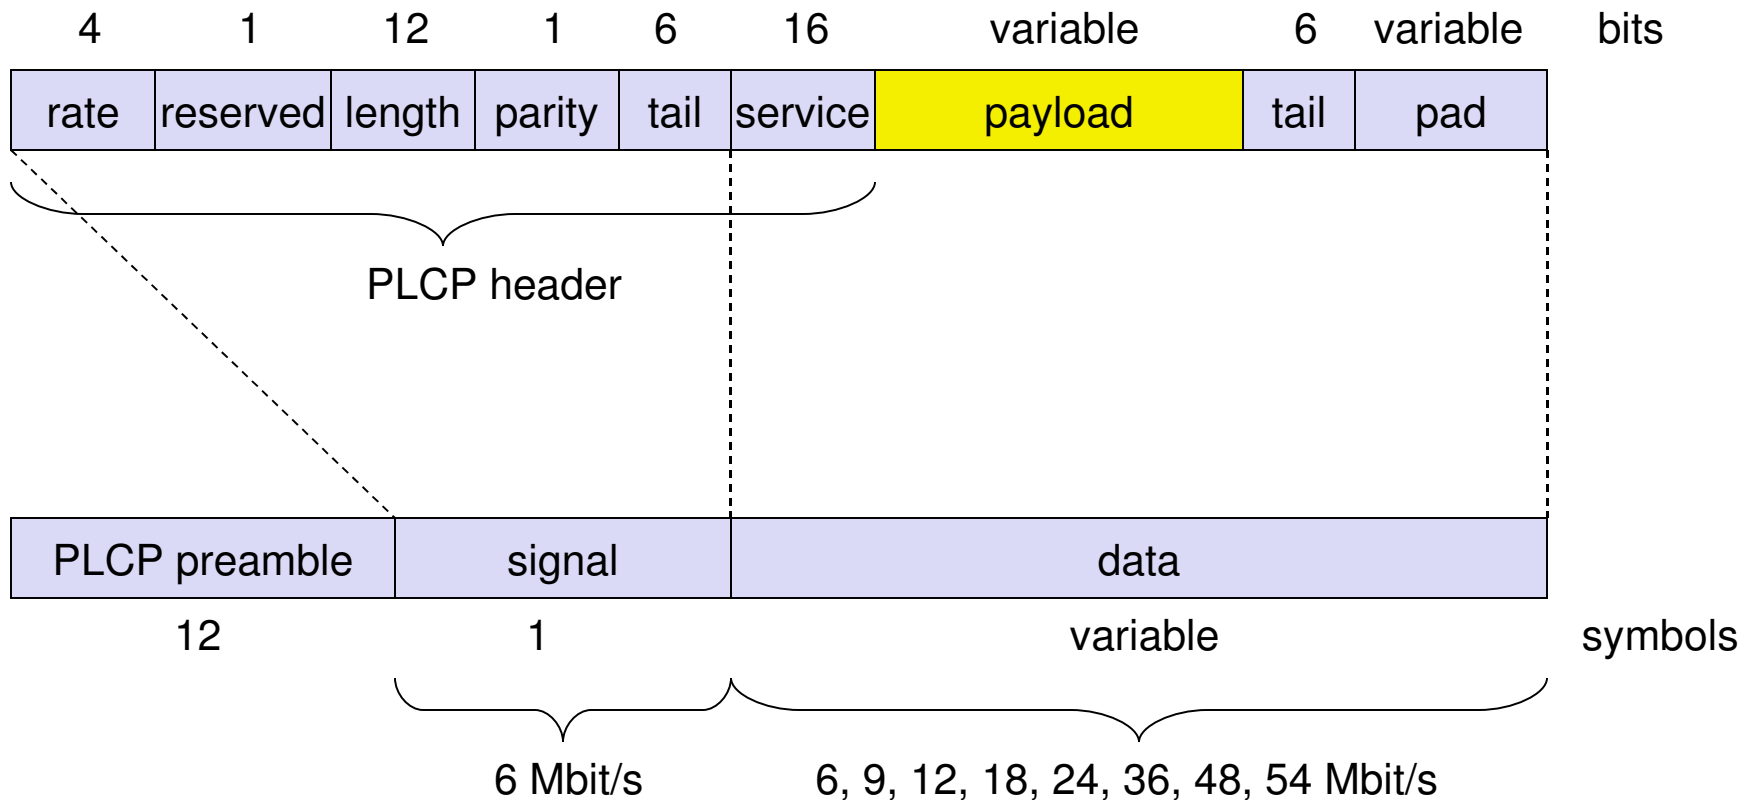 4 1 12 1 6 16 variable 6 variable bits
rate reserved length parity tail service payload tail pad
PLCP header
PLCP preamble signal data
12 1 variable symbols
6 Mbit/s 6, 9, 12, 18, 24, 36, 48, 54 Mbit/s